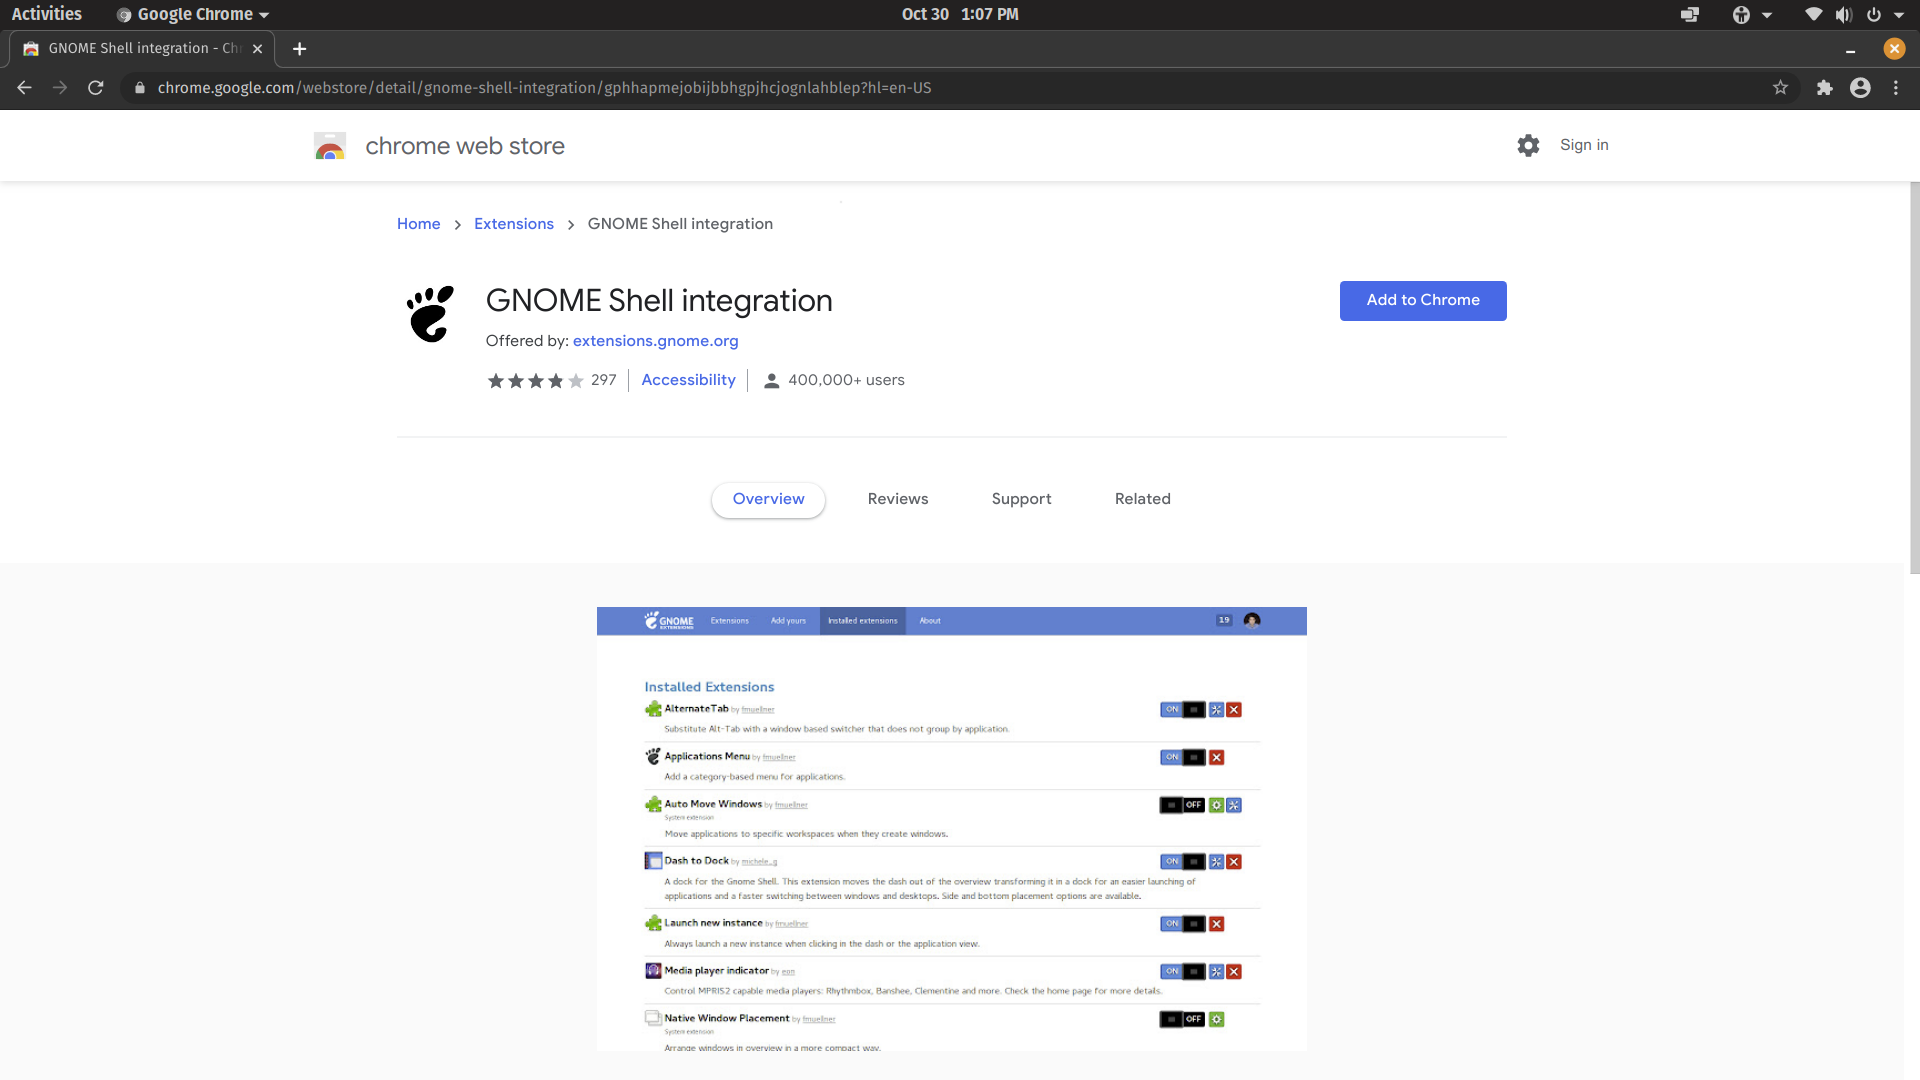 Activities
Google Chrome
Oct 30 1:07 PM
GNOME Shell integration - Chr
chrome.google.com/webstore/detail/gnome-shell-integration/gphhapmejobijbbhgpjhcjognlahblep?hl=en-US
chrome web store
Sign in
Home > Extensions > GNOME Shell integration
GNOME Shell integration
Add to Chrome
Offered by: extensions.gnome.org
297
Accessibility
400,000+ users
Overview
Reviews
Support
Related
GNOME
EXTENSIONS
Extensions
Add yours
Installed extensions
About
19
Installed Extensions
AlternateTab by fmuellner
ON
Substitute Alt-Tab with a window based switcher that does not group by application.
Applications Menu by fmuellner
ON
Add a category-based menu for applications.
Auto Move Windows by fmuellner
OFF
System extension
Move applications to specific workspaces when they create windows.
Dash to Dock by michele_g
ON
A dock for the Gnome Shell. This extension moves the dash out of the overview transforming it in a dock for an easier launching of
applications and a faster switching between windows and desktops. Side and bottom placement options are available.
Launch new instance by fmuellner
ON
Always launch a new instance when clicking in the dash or the application view.
Media player indicator by eon
ON
Control MPRIS2 capable media players: Rhythmbox, Banshee, Clementine and more. Check the home page for more details.
Native Window Placement by fmuellner
OFF
System extension
Arrange windows in overview in a more compact way.